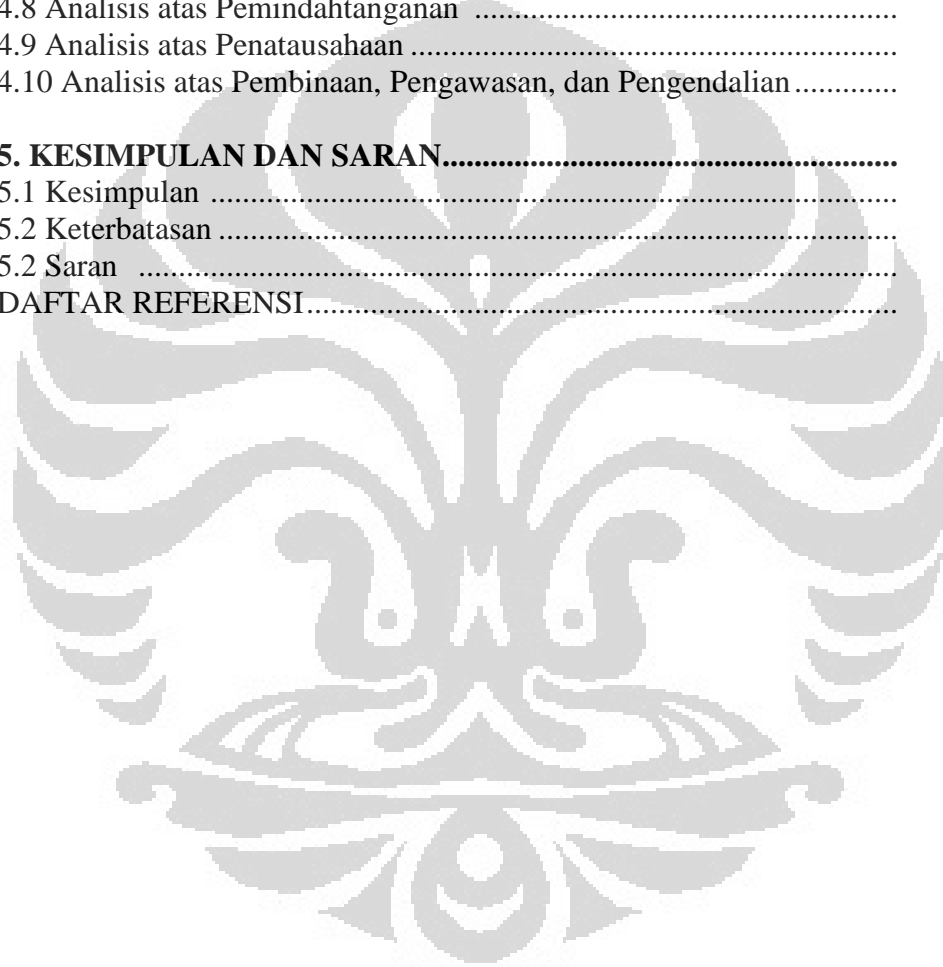 4.8 Analisis atas Pemindahtanganan ......................................................
4.9 Analisis atas Penatausahaan ..............................................................
4.10 Analisis atas Pembinaan, Pengawasan, dan Pengendalian .............
5. KESIMPULAN DAN SARAN..........................................................
5.1 Kesimpulan ........................................................................................
5.2 Keterbatasan .......................................................................................
5.2 Saran .................................................................................................
DAFTAR REFERENSI...........................................................................